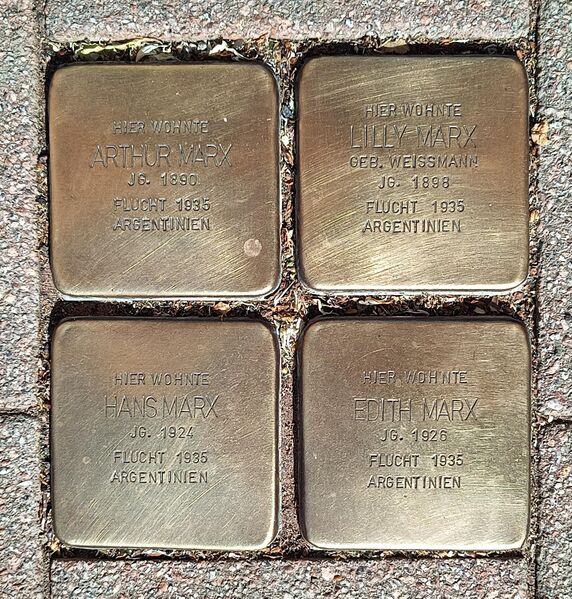 HIER WOHNTE
ARTHUR MARX
JG. 1890
FLUCHT 1935
ARGENTINIEN
HIER WOHNTE
LILLY MARX
GEB. WEISSMANN
JG. 1898
FLUCHT 1935
ARGENTINIEN
HIER WOHNTE
HANS MARX
JG. 1924
FLUCHT 1935
ARGENTINIEN
HIER WOHNTE
EDITH MARX
JG. 1926
FLUCHT 1935
ARGENTINIEN